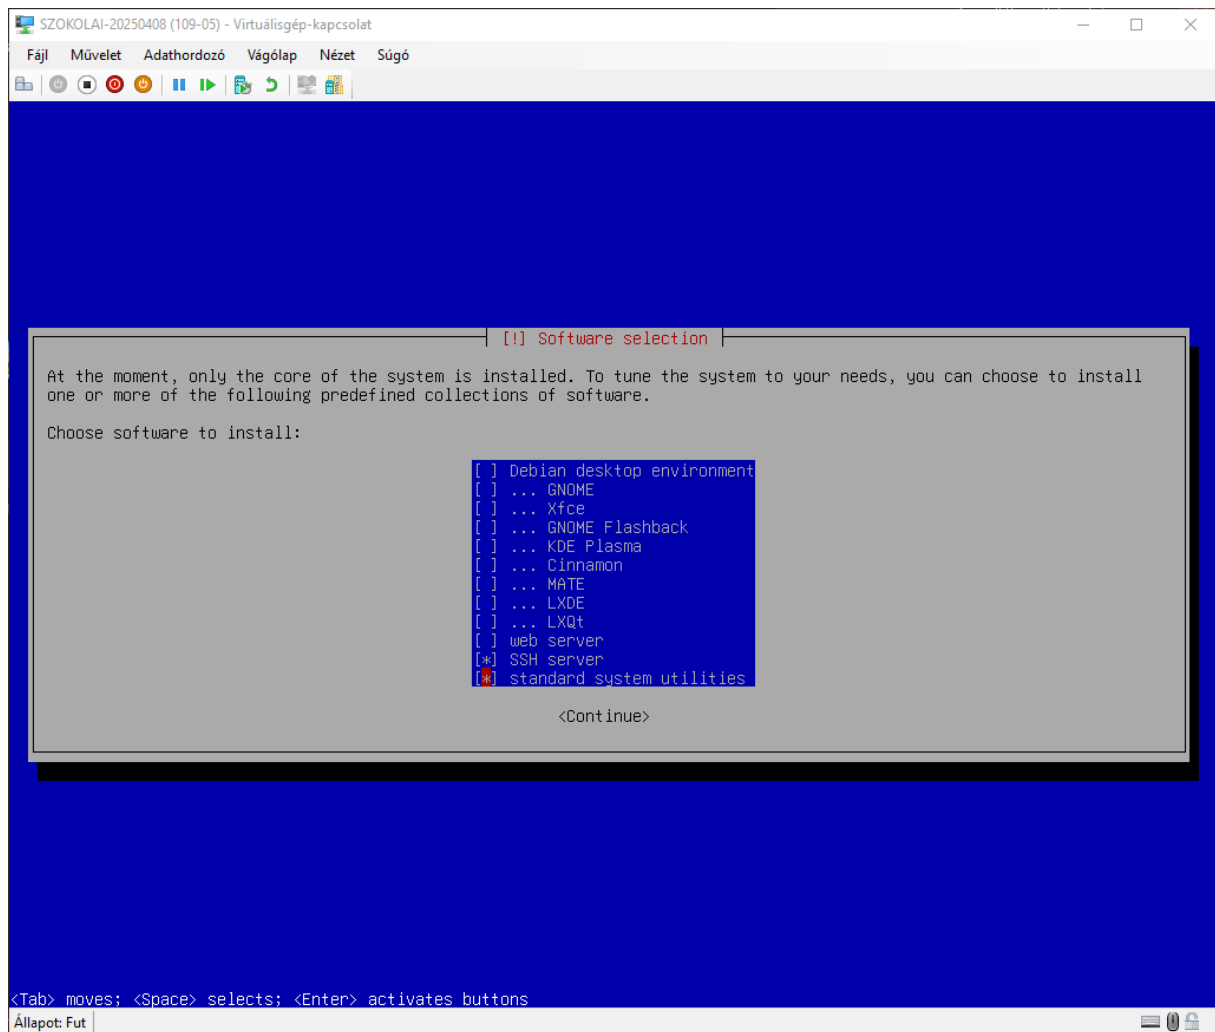 SZOKOLAI-20250408 (109-05) - Virtuálisgép-kapcsolat
Fájl Művelet Adathordozó Vágólap Nézet Súgó
[!] Software selection
At the moment, only the core of the system is installed. To tune the system to your needs, you can choose to install
one or more of the following predefined collections of software.
Choose software to install:
[ ] Debian desktop environment
[ ] ... GNOME
[ ] ... Xfce
[ ] ... GNOME Flashback
[ ] ... KDE Plasma
[ ] ... Cinnamon
[ ] ... MATE
[ ] ... LXDE
[ ] ... LXQt
[ ] web server
[*] SSH server
[*] standard system utilities
<Continue>
<Tab> moves; <Space> selects; <Enter> activates buttons
Állapot: Fut